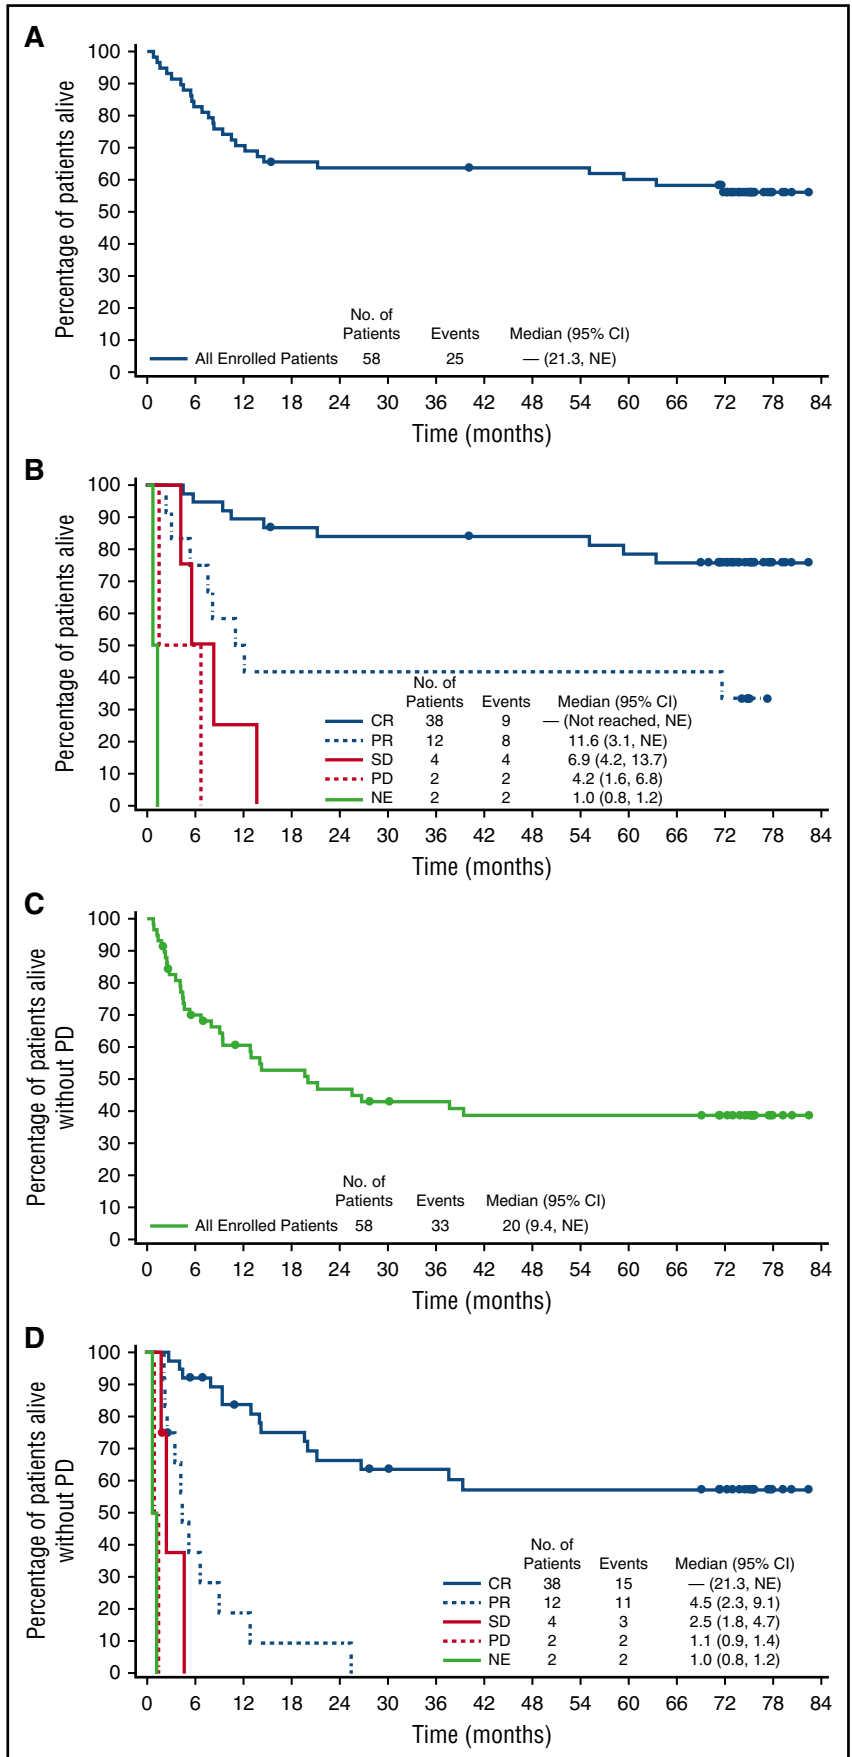 A
Percentage of patients alive
100
90
80
70
60
50
40
30
20
10
0
No. of
Patients Events Median (95% CI)
All Enrolled Patients 58 25 — (21.3, NE)
0 6 12 18 24 30 36 42 48 54 60 66 72 78 84
Time (months)
B
Percentage of patients alive
100
90
80
70
60
50
40
30
20
10
0
No. of
Patients Events Median (95% CI)
CR 38 9 — (Not reached, NE)
PR 12 8 11.6 (3.1, NE)
SD 4 4 6.9 (4.2, 13.7)
PD 2 2 4.2 (1.6, 6.8)
NE 2 2 1.0 (0.8, 1.2)
0 6 12 18 24 30 36 42 48 54 60 66 72 78 84
Time (months)
C
Percentage of patients alive
without PD
100
90
80
70
60
50
40
30
20
10
0
No. of
Patients Events Median (95% CI)
All Enrolled Patients 58 33 20 (9.4, NE)
0 6 12 18 24 30 36 42 48 54 60 66 72 78 84
Time (months)
D
Percentage of patients alive
without PD
100
90
80
70
60
50
40
30
20
10
0
No. of
Patients Events Median (95% CI)
CR 38 15 — (21.3, NE)
PR 12 11 4.5 (2.3, 9.1)
SD 4 3 2.5 (1.8, 4.7)
PD 2 2 1.1 (0.9, 1.4)
NE 2 2 1.0 (0.8, 1.2)
0 6 12 18 24 30 36 42 48 54 60 66 72 78 84
Time (months)